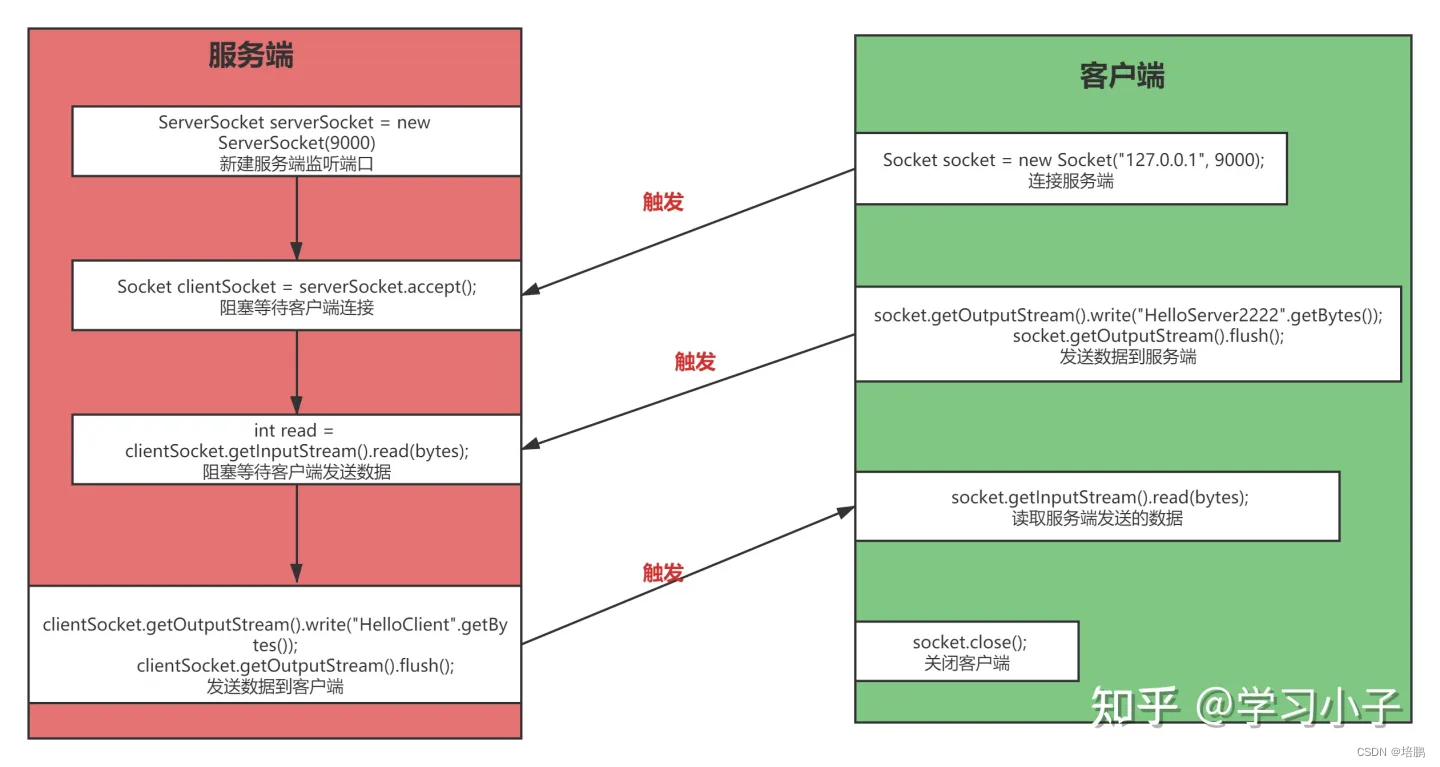 服务端
ServerSocket serverSocket = new
ServerSocket(9000)
新建服务端监听端口
Socket clientSocket = serverSocket.accept();
阻塞等待客户端连接
int read =
clientSocket.getInputStream().read(bytes);
阻塞等待客户端发送数据
clientSocket.getOutputStream().write("HelloClient".getBy
tes());
clientSocket.getOutputStream().flush();
发送数据到客户端
触发
触发
触发
客户端
Socket socket = new Socket("127.0.0.1", 9000);
连接服务端
socket.getOutputStream().write("HelloServer2222".getBytes());
socket.getOutputStream().flush();
发送数据到服务端
socket.getInputStream().read(bytes);
读取服务端发送的数据
socket.close();
关闭客户端
知乎 @学习小子
CSDN @培鹏